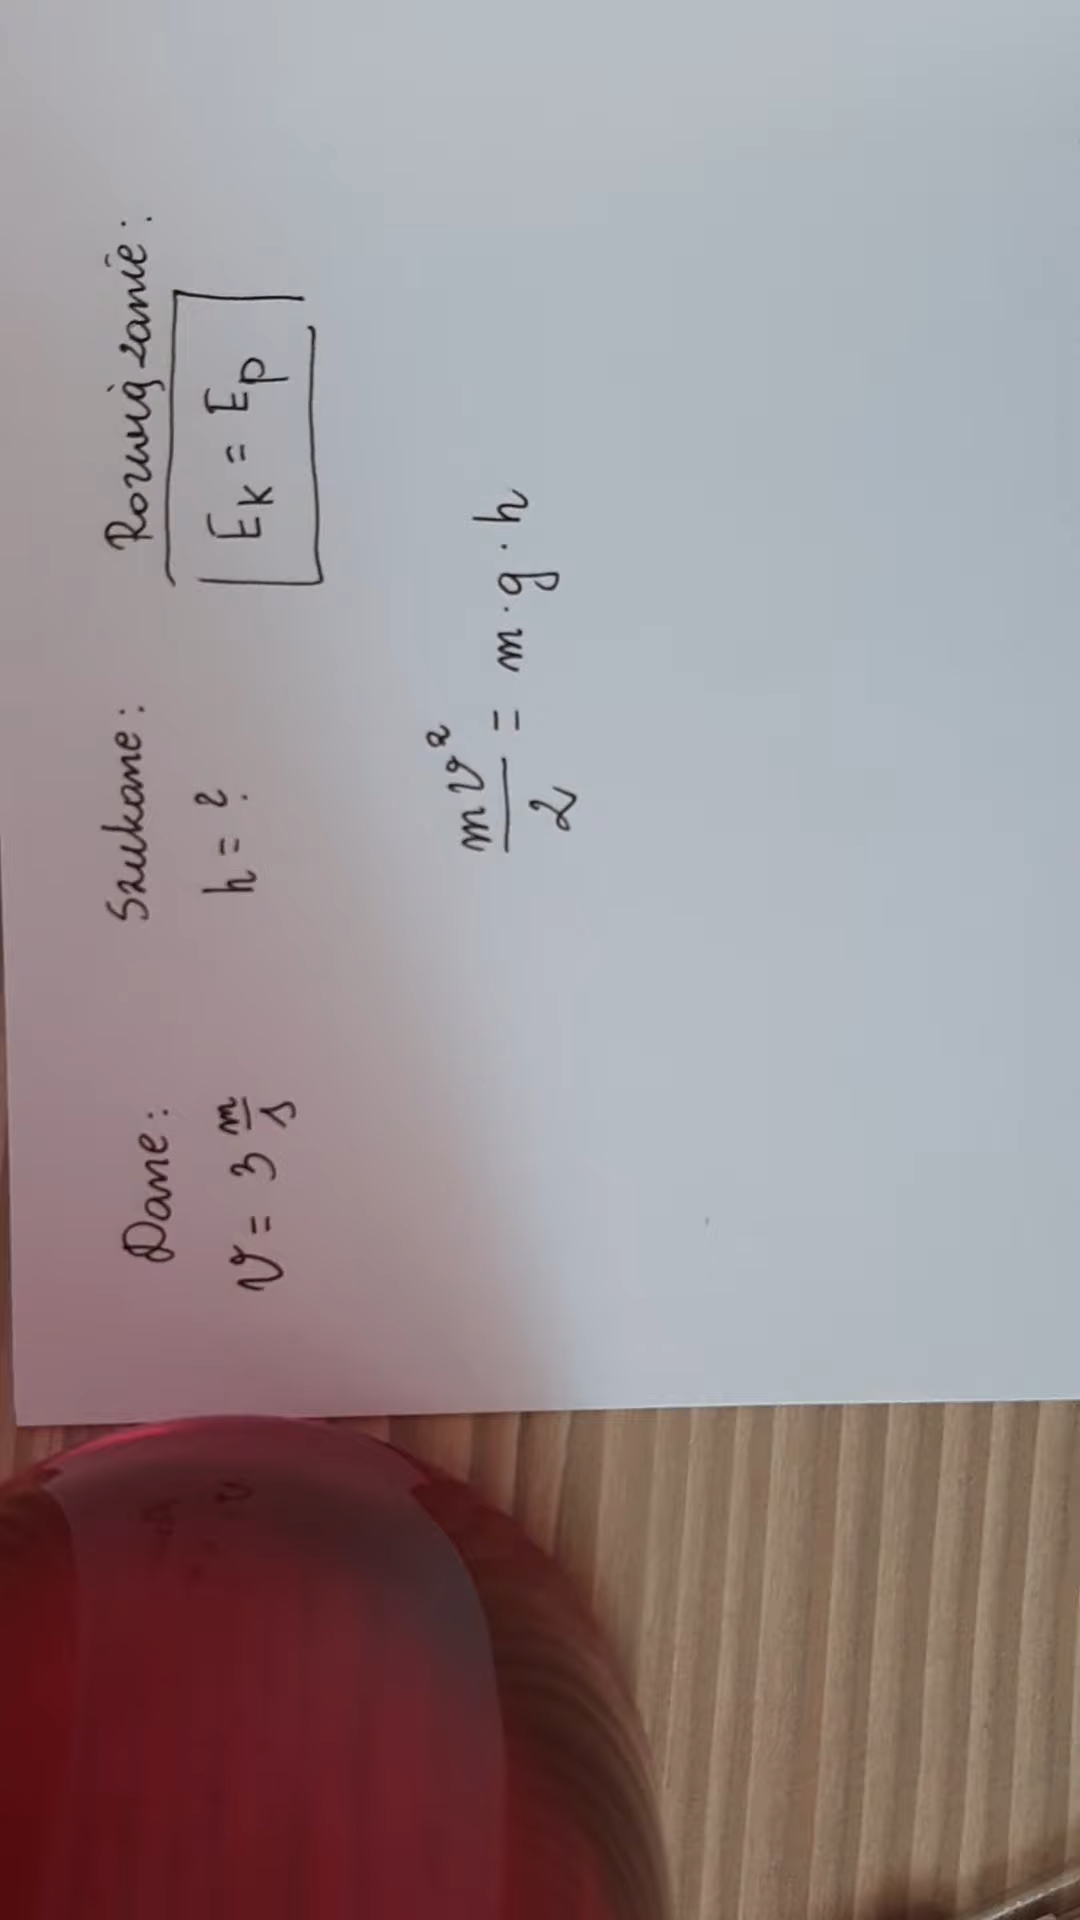 Dane: Szukane: Rozwiązanie:
v = 3 m/s h = ? Ek = Ep
mv²/2 = m · g · h